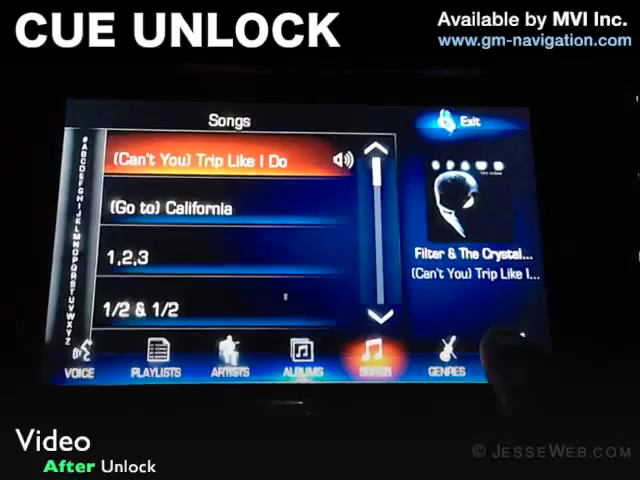 CUE UNLOCK
Available by MVI Inc.
www.gm-navigation.com
Songs
Exit
#ABCDEFGHIJKLMNOPQRSTUVWXYZ
(Can't You) Trip Like I Do
(Go to) California
1,2,3
1/2 & 1/2
SPAWN
Filter & The Crystal...
(Can't You) Trip Like I...
VOICE
PLAYLISTS
ARTISTS
ALBUMS
SONGS
GENRES
Video
After Unlock
© JESSEWEB.COM